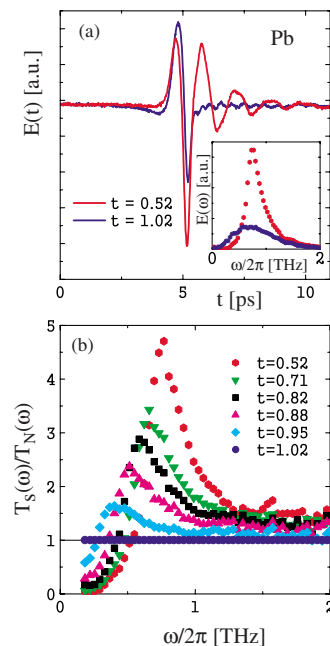 (a)
Pb
E(t) [a.u.]
t = 0.52
t = 1.02
E(ω) [a.u.]
0
2
ω/2π [THz]
0
5
10
t [ps]
(b)
t=0.52
t=0.71
t=0.82
t=0.88
t=0.95
t=1.02
T_S(ω)/T_N(ω)
5
4
3
2
1
0
0
1
2
ω/2π [THz]